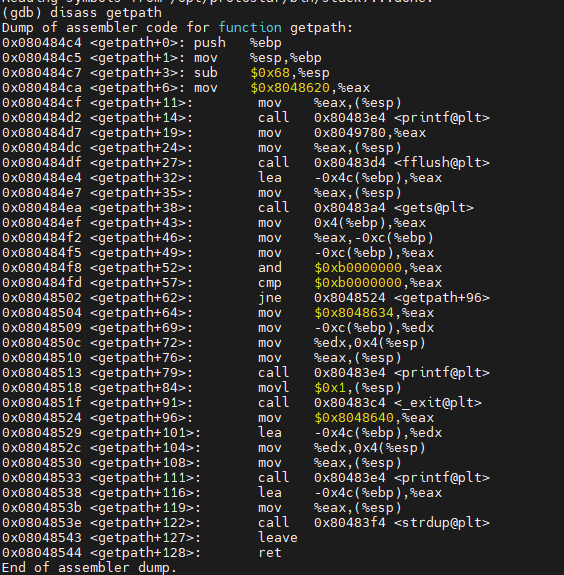 Reading symbols from /opt/protostar/bin/stack7...done.
(gdb) disass getpath
Dump of assembler code for function getpath:
0x080484c4 <getpath+0>: push   %ebp
0x080484c5 <getpath+1>: mov    %esp,%ebp
0x080484c7 <getpath+3>: sub    $0x68,%esp
0x080484ca <getpath+6>: mov    $0x8048620,%eax
0x080484cf <getpath+11>:        mov    %eax,(%esp)
0x080484d2 <getpath+14>:        call   0x80483e4 <printf@plt>
0x080484d7 <getpath+19>:        mov    0x8049780,%eax
0x080484dc <getpath+24>:        mov    %eax,(%esp)
0x080484df <getpath+27>:        call   0x80483d4 <fflush@plt>
0x080484e4 <getpath+32>:        lea    -0x4c(%ebp),%eax
0x080484e7 <getpath+35>:        mov    %eax,(%esp)
0x080484ea <getpath+38>:        call   0x80483a4 <gets@plt>
0x080484ef <getpath+43>:        mov    0x4(%ebp),%eax
0x080484f2 <getpath+46>:        mov    %eax,-0xc(%ebp)
0x080484f5 <getpath+49>:        mov    -0xc(%ebp),%eax
0x080484f8 <getpath+52>:        and    $0xb0000000,%eax
0x080484fd <getpath+57>:        cmp    $0xb0000000,%eax
0x08048502 <getpath+62>:        jne    0x8048524 <getpath+96>
0x08048504 <getpath+64>:        mov    $0x8048634,%eax
0x08048509 <getpath+69>:        mov    -0xc(%ebp),%edx
0x0804850c <getpath+72>:        mov    %edx,0x4(%esp)
0x08048510 <getpath+76>:        mov    %eax,(%esp)
0x08048513 <getpath+79>:        call   0x80483e4 <printf@plt>
0x08048518 <getpath+84>:        movl   $0x1,(%esp)
0x0804851f <getpath+91>:        call   0x80483c4 <_exit@plt>
0x08048524 <getpath+96>:        mov    $0x8048640,%eax
0x08048529 <getpath+101>:       lea    -0x4c(%ebp),%edx
0x0804852c <getpath+104>:       mov    %edx,0x4(%esp)
0x08048530 <getpath+108>:       mov    %eax,(%esp)
0x08048533 <getpath+111>:       call   0x80483e4 <printf@plt>
0x08048538 <getpath+116>:       lea    -0x4c(%ebp),%eax
0x0804853b <getpath+119>:       mov    %eax,(%esp)
0x0804853e <getpath+122>:       call   0x80483f4 <strdup@plt>
0x08048543 <getpath+127>:       leave
0x08048544 <getpath+128>:       ret
End of assembler dump.